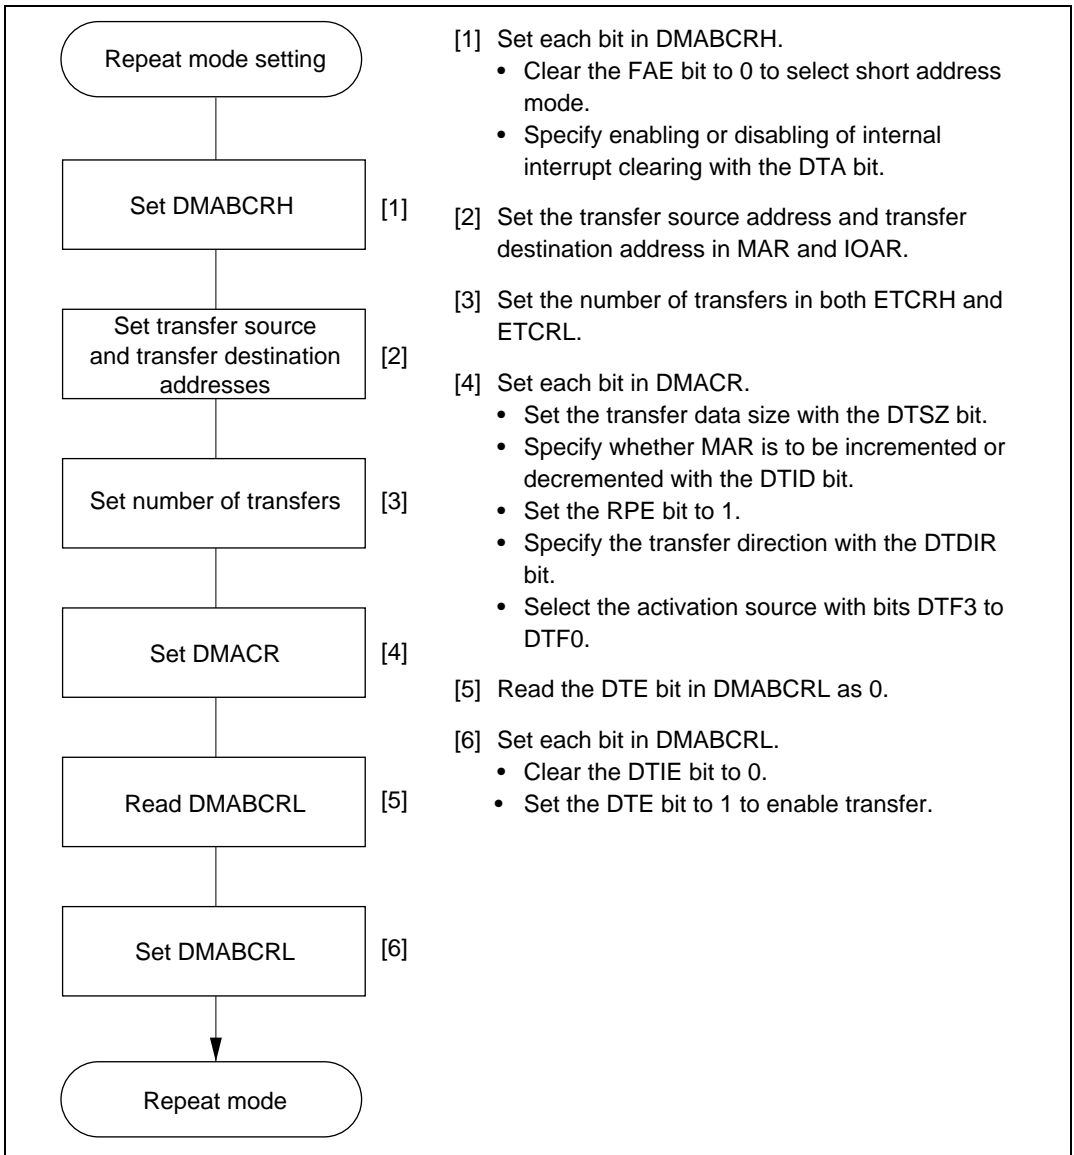 Repeat mode setting
Set DMABCRH
[1]
Set transfer source
and transfer destination
addresses
[2]
Set number of transfers
[3]
Set DMACR
[4]
Read DMABCRL
[5]
Set DMABCRL
[6]
Repeat mode
[1] Set each bit in DMABCRH.
• Clear the FAE bit to 0 to select short address
mode.
• Specify enabling or disabling of internal
interrupt clearing with the DTA bit.
[2] Set the transfer source address and transfer
destination address in MAR and IOAR.
[3] Set the number of transfers in both ETCRH and
ETCRL.
[4] Set each bit in DMACR.
• Set the transfer data size with the DTSZ bit.
• Specify whether MAR is to be incremented or
decremented with the DTID bit.
• Set the RPE bit to 1.
• Specify the transfer direction with the DTDIR
bit.
• Select the activation source with bits DTF3 to
DTF0.
[5] Read the DTE bit in DMABCRL as 0.
[6] Set each bit in DMABCRL.
• Clear the DTIE bit to 0.
• Set the DTE bit to 1 to enable transfer.